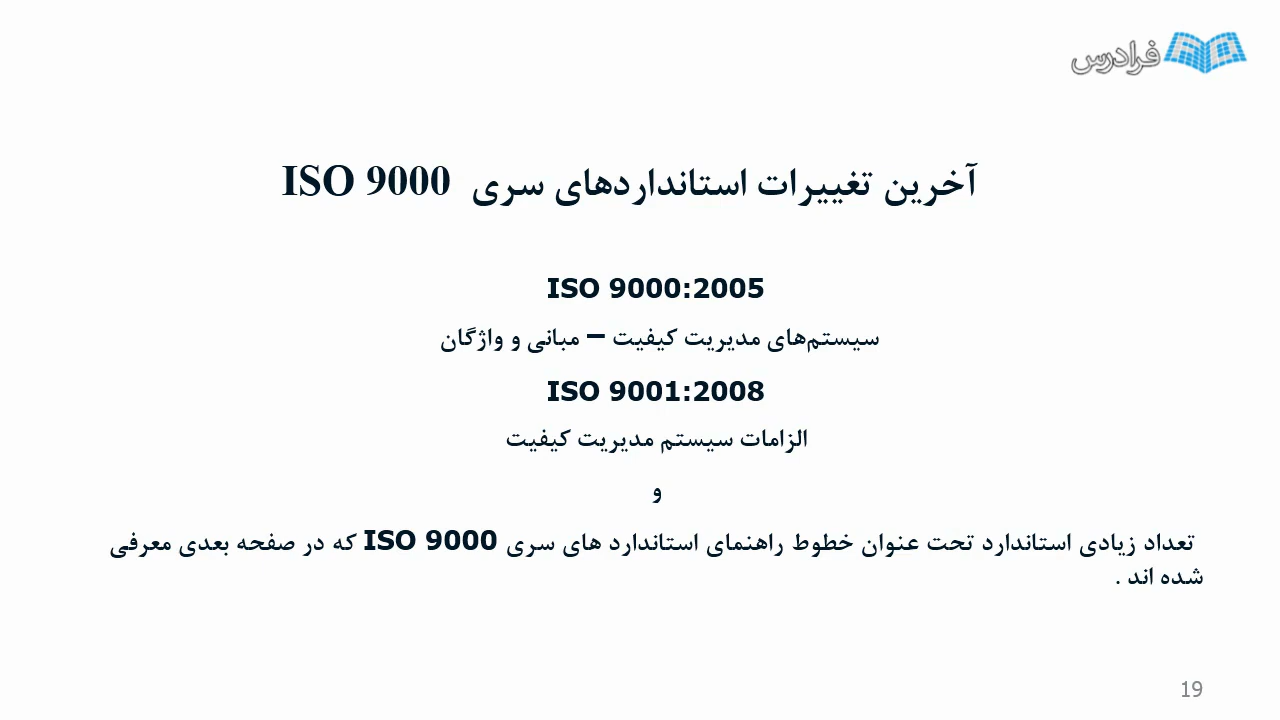 فرادرس
آخرین تغییرات استانداردهای سری ISO 9000
ISO 9000:2005
سیستم‌های مدیریت کیفیت – مبانی و واژگان
ISO 9001:2008
الزامات سیستم مدیریت کیفیت
و
تعداد زیادی استاندارد تحت عنوان خطوط راهنمای استاندارد های سری ISO 9000 که در صفحه بعدی معرفی
شده اند .
19